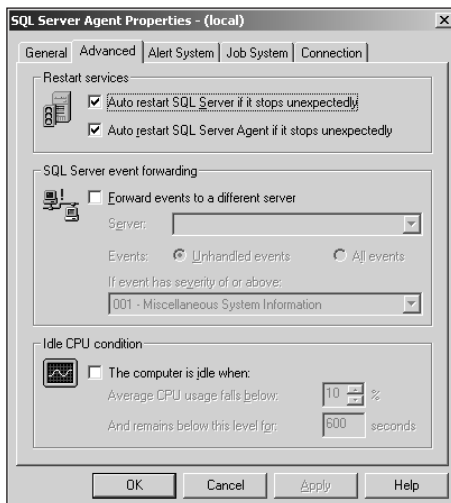 SQL Server Agent Properties - (local)
General Advanced Alert System Job System Connection
Restart services
Auto restart SQL Server if it stops unexpectedly
Auto restart SQL Server Agent if it stops unexpectedly
SQL Server event forwarding
Forward events to a different server
Server:
Events: Unhandled events All events
If event has severity of or above:
001 - Miscellaneous System Information
Idle CPU condition
The computer is idle when:
Average CPU usage falls below: 10 %
And remains below this level for: 600 seconds
OK Cancel Apply Help